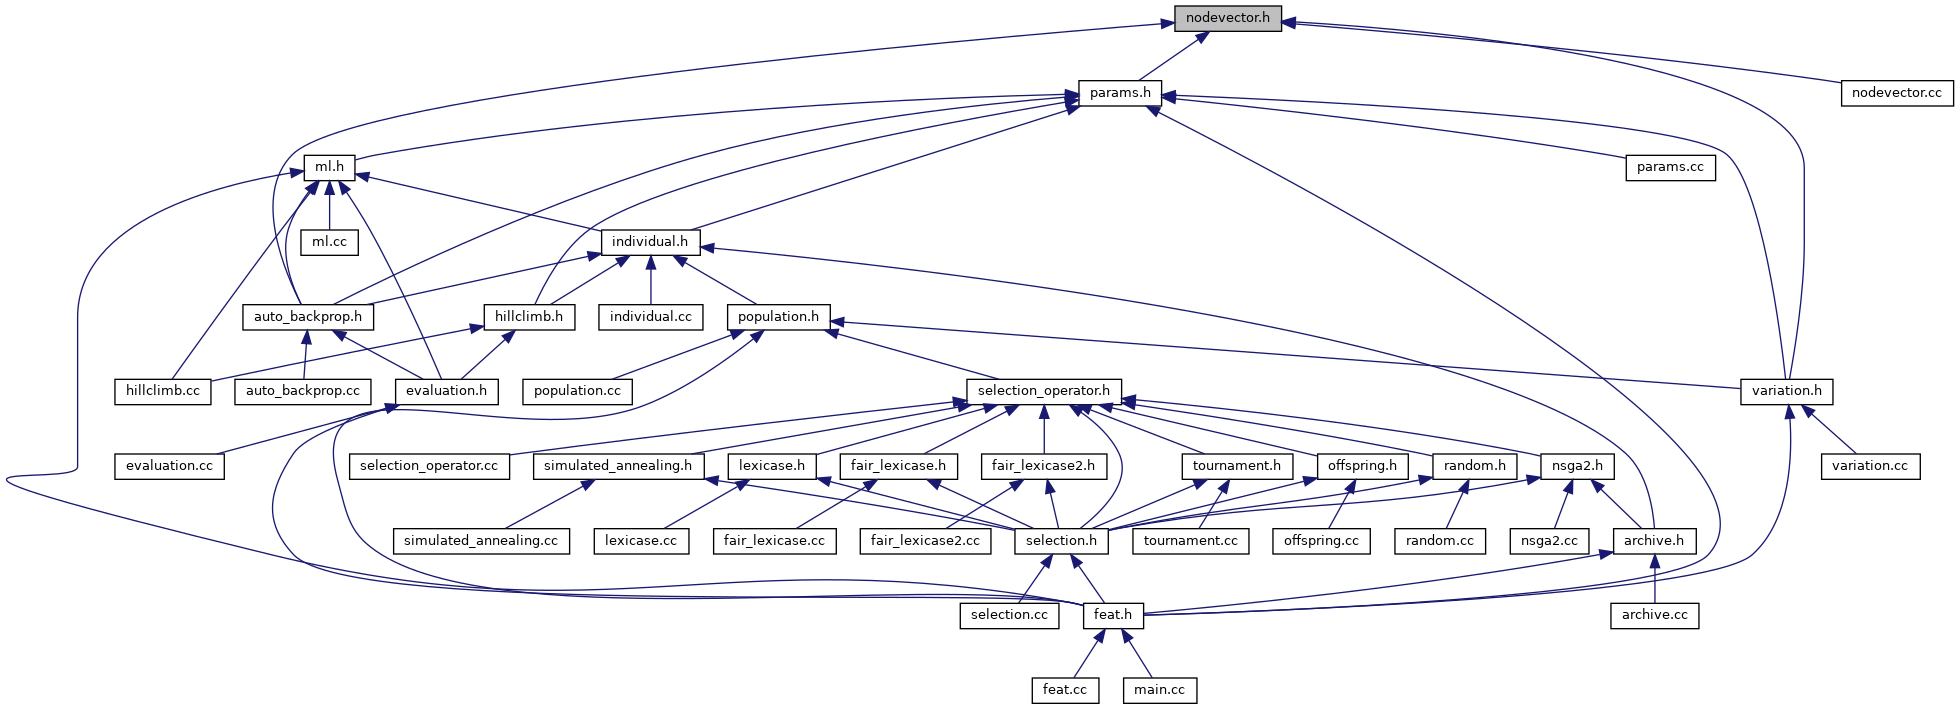 nodevector.h
params.h
nodevector.cc
ml.h
params.cc
ml.cc
individual.h
auto_backprop.h
hillclimb.h
individual.cc
population.h
hillclimb.cc
auto_backprop.cc
evaluation.h
population.cc
selection_operator.h
variation.h
evaluation.cc
selection_operator.cc
simulated_annealing.h
lexicase.h
fair_lexicase.h
fair_lexicase2.h
tournament.h
offspring.h
random.h
nsga2.h
variation.cc
simulated_annealing.cc
lexicase.cc
fair_lexicase.cc
fair_lexicase2.cc
selection.h
tournament.cc
offspring.cc
random.cc
nsga2.cc
archive.h
selection.cc
feat.h
archive.cc
feat.cc
main.cc